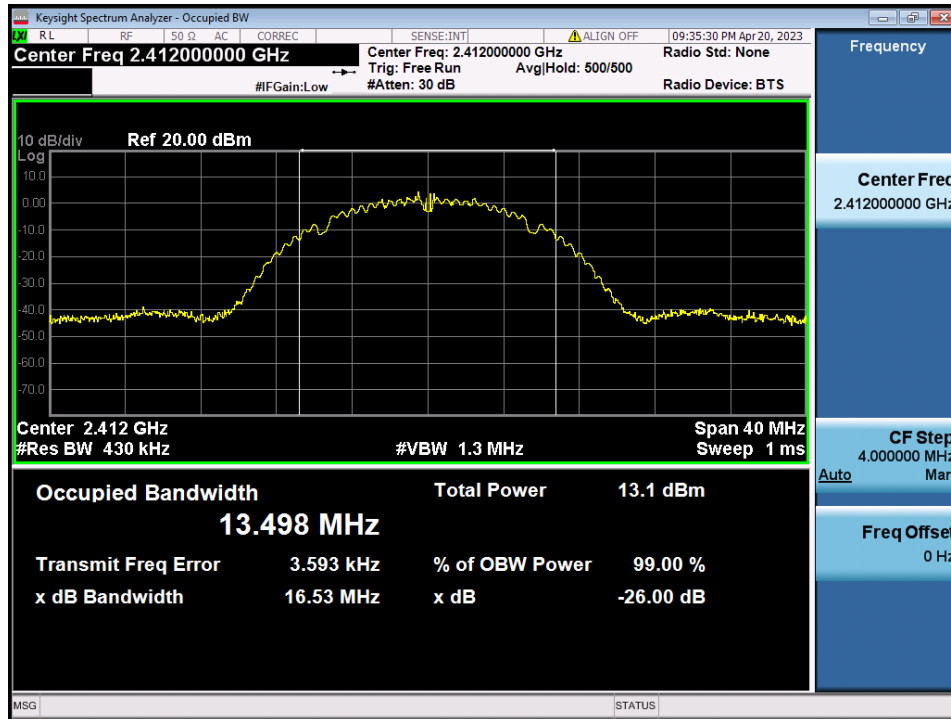 Keysight Spectrum Analyzer - Occupied BW
LXI RL RF 50 Ω AC CORREC SENSE:INT ALIGN OFF 09:35:30 PM Apr 20, 2023
Center Freq 2.412000000 GHz
Center Freq: 2.412000000 GHz Radio Std: None
Trig: Free Run Avg|Hold: 500/500
#IFGain:Low #Atten: 30 dB Radio Device: BTS
10 dB/div Ref 20.00 dBm
Log
10.0
0.00
-10.0
-20.0
-30.0
-40.0
-50.0
-60.0
-70.0
Center 2.412 GHz Span 40 MHz
#Res BW 430 kHz #VBW 1.3 MHz Sweep 1 ms
Occupied Bandwidth Total Power 13.1 dBm
13.498 MHz
Transmit Freq Error 3.593 kHz % of OBW Power 99.00 %
x dB Bandwidth 16.53 MHz x dB -26.00 dB
Frequency
Center Freq
2.412000000 GHz
CF Step
4.000000 MHz
Auto Man
Freq Offset
0 Hz
MSG STATUS